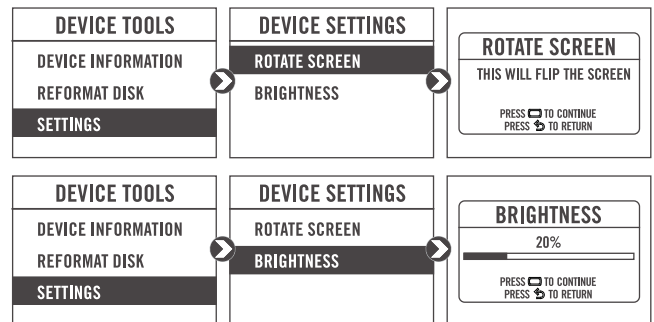 DEVICE TOOLS
DEVICE INFORMATION
REFORMAT DISK
SETTINGS
DEVICE SETTINGS
ROTATE SCREEN
BRIGHTNESS
ROTATE SCREEN
THIS WILL FLIP THE SCREEN
PRESS TO CONTINUE
PRESS TO RETURN
DEVICE TOOLS
DEVICE INFORMATION
REFORMAT DISK
SETTINGS
DEVICE SETTINGS
ROTATE SCREEN
BRIGHTNESS
BRIGHTNESS
20%
PRESS TO CONTINUE
PRESS TO RETURN